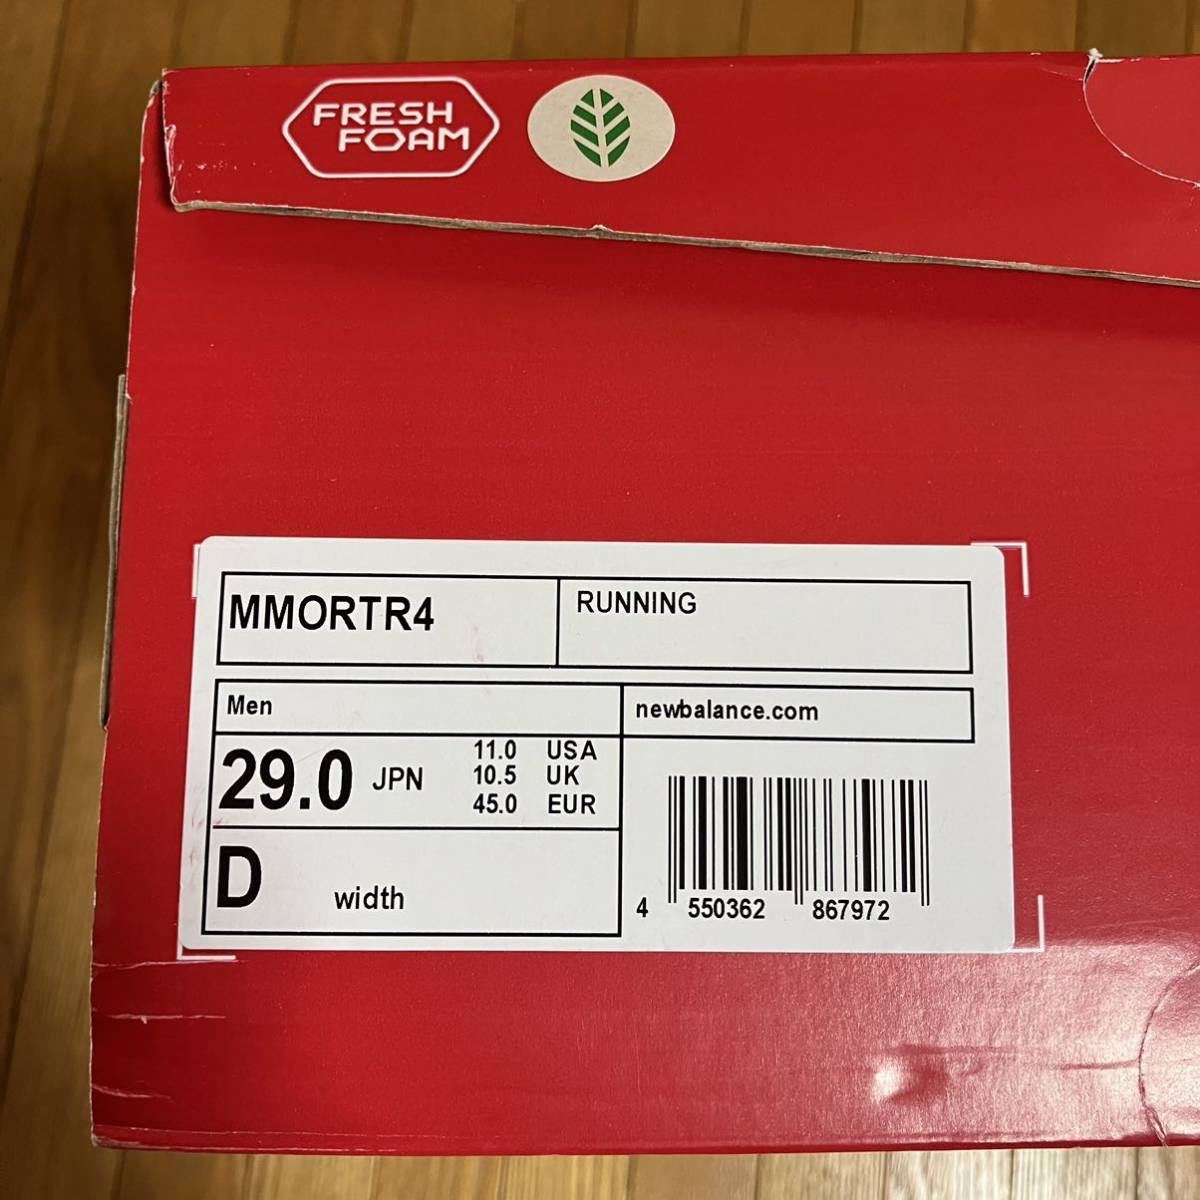 FRESH
FOAM
MMORTR4
RUNNING
Men
newbalance.com
29.0 JPN
11.0 USA
10.5 UK
45.0 EUR
D width
4 550362 867972